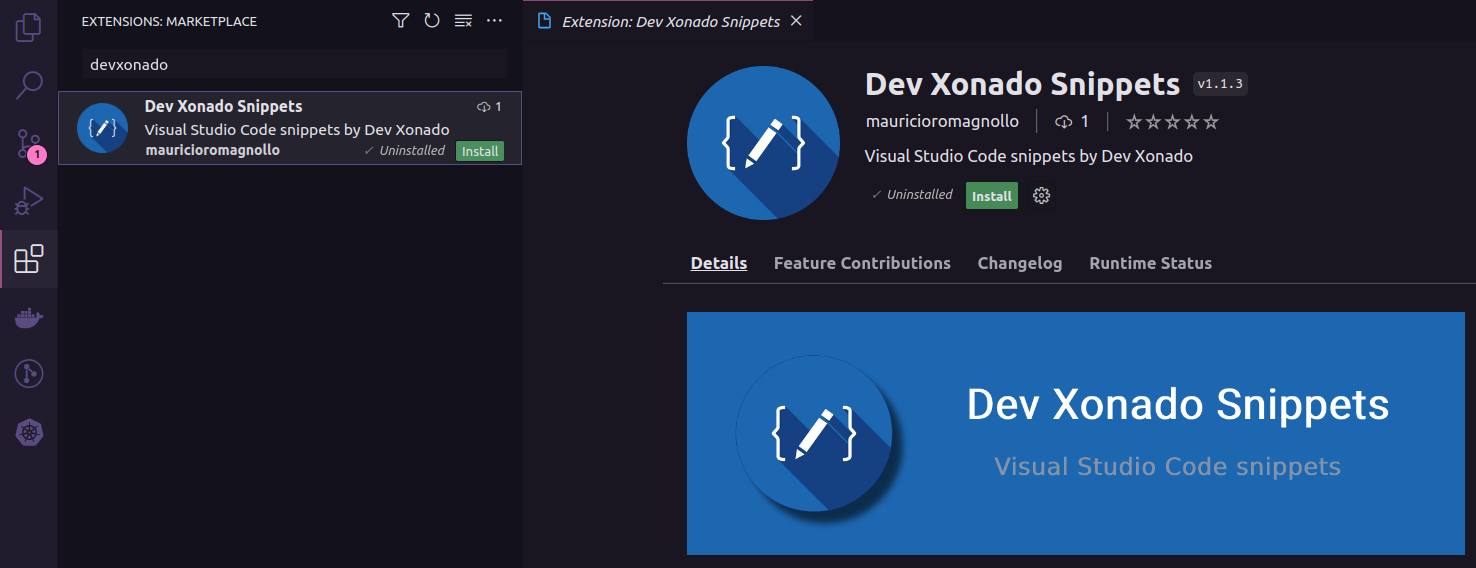 EXTENSIONS: MARKETPLACE
devxonado
Dev Xonado Snippets 1
Visual Studio Code snippets by Dev Xonado
mauricioromagnollo ✓ Uninstalled Install
1
Extension: Dev Xonado Snippets
Dev Xonado Snippets v1.1.3
mauricioromagnollo 1
Visual Studio Code snippets by Dev Xonado
✓ Uninstalled Install
Details Feature Contributions Changelog Runtime Status
Dev Xonado Snippets
Visual Studio Code snippets